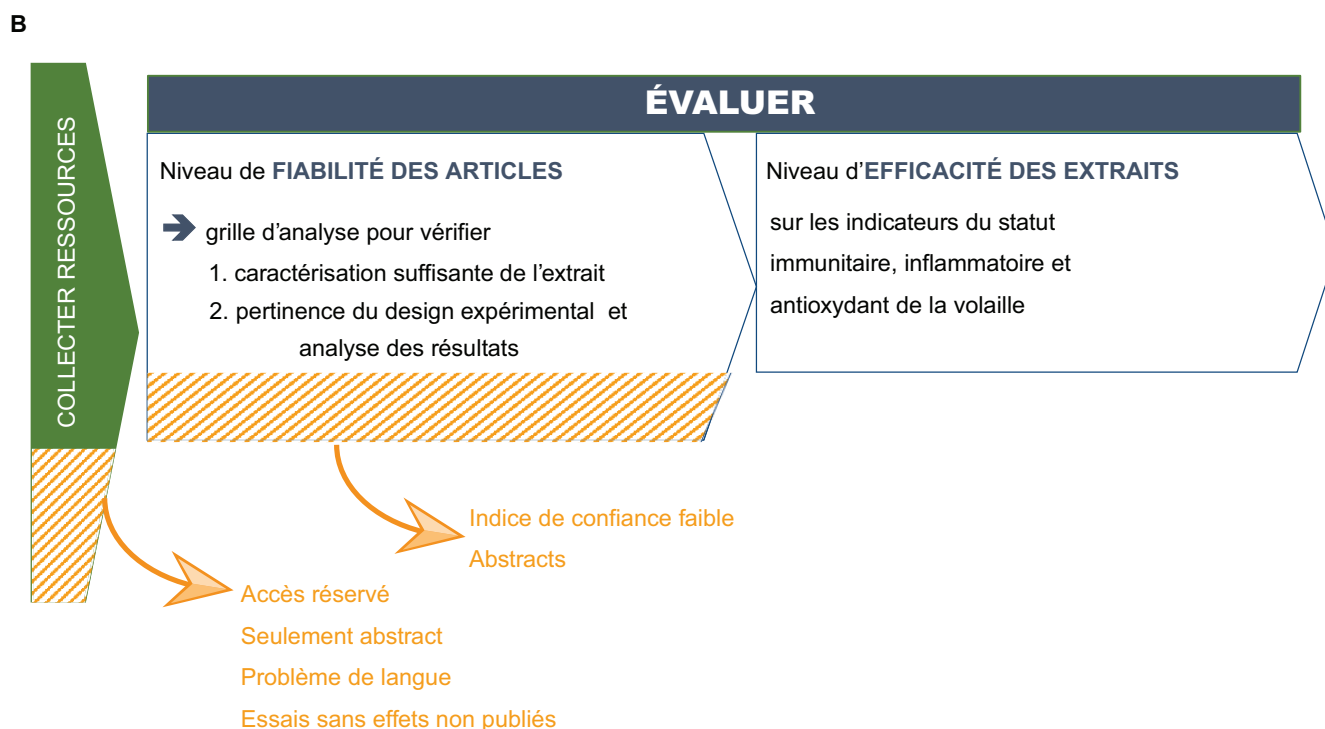 B
COLLECTER RESSOURCES
ÉVALUER
Niveau de FIABILITÉ DES ARTICLES
grille d'analyse pour vérifier
1. caractérisation suffisante de l'extrait
2. pertinence du design expérimental et
analyse des résultats
Niveau d'EFFICACITÉ DES EXTRAITS
sur les indicateurs du statut
immunitaire, inflammatoire et
antioxydant de la volaille
Indice de confiance faible
Abstracts
Accès réservé
Seulement abstract
Problème de langue
Essais sans effets non publiés